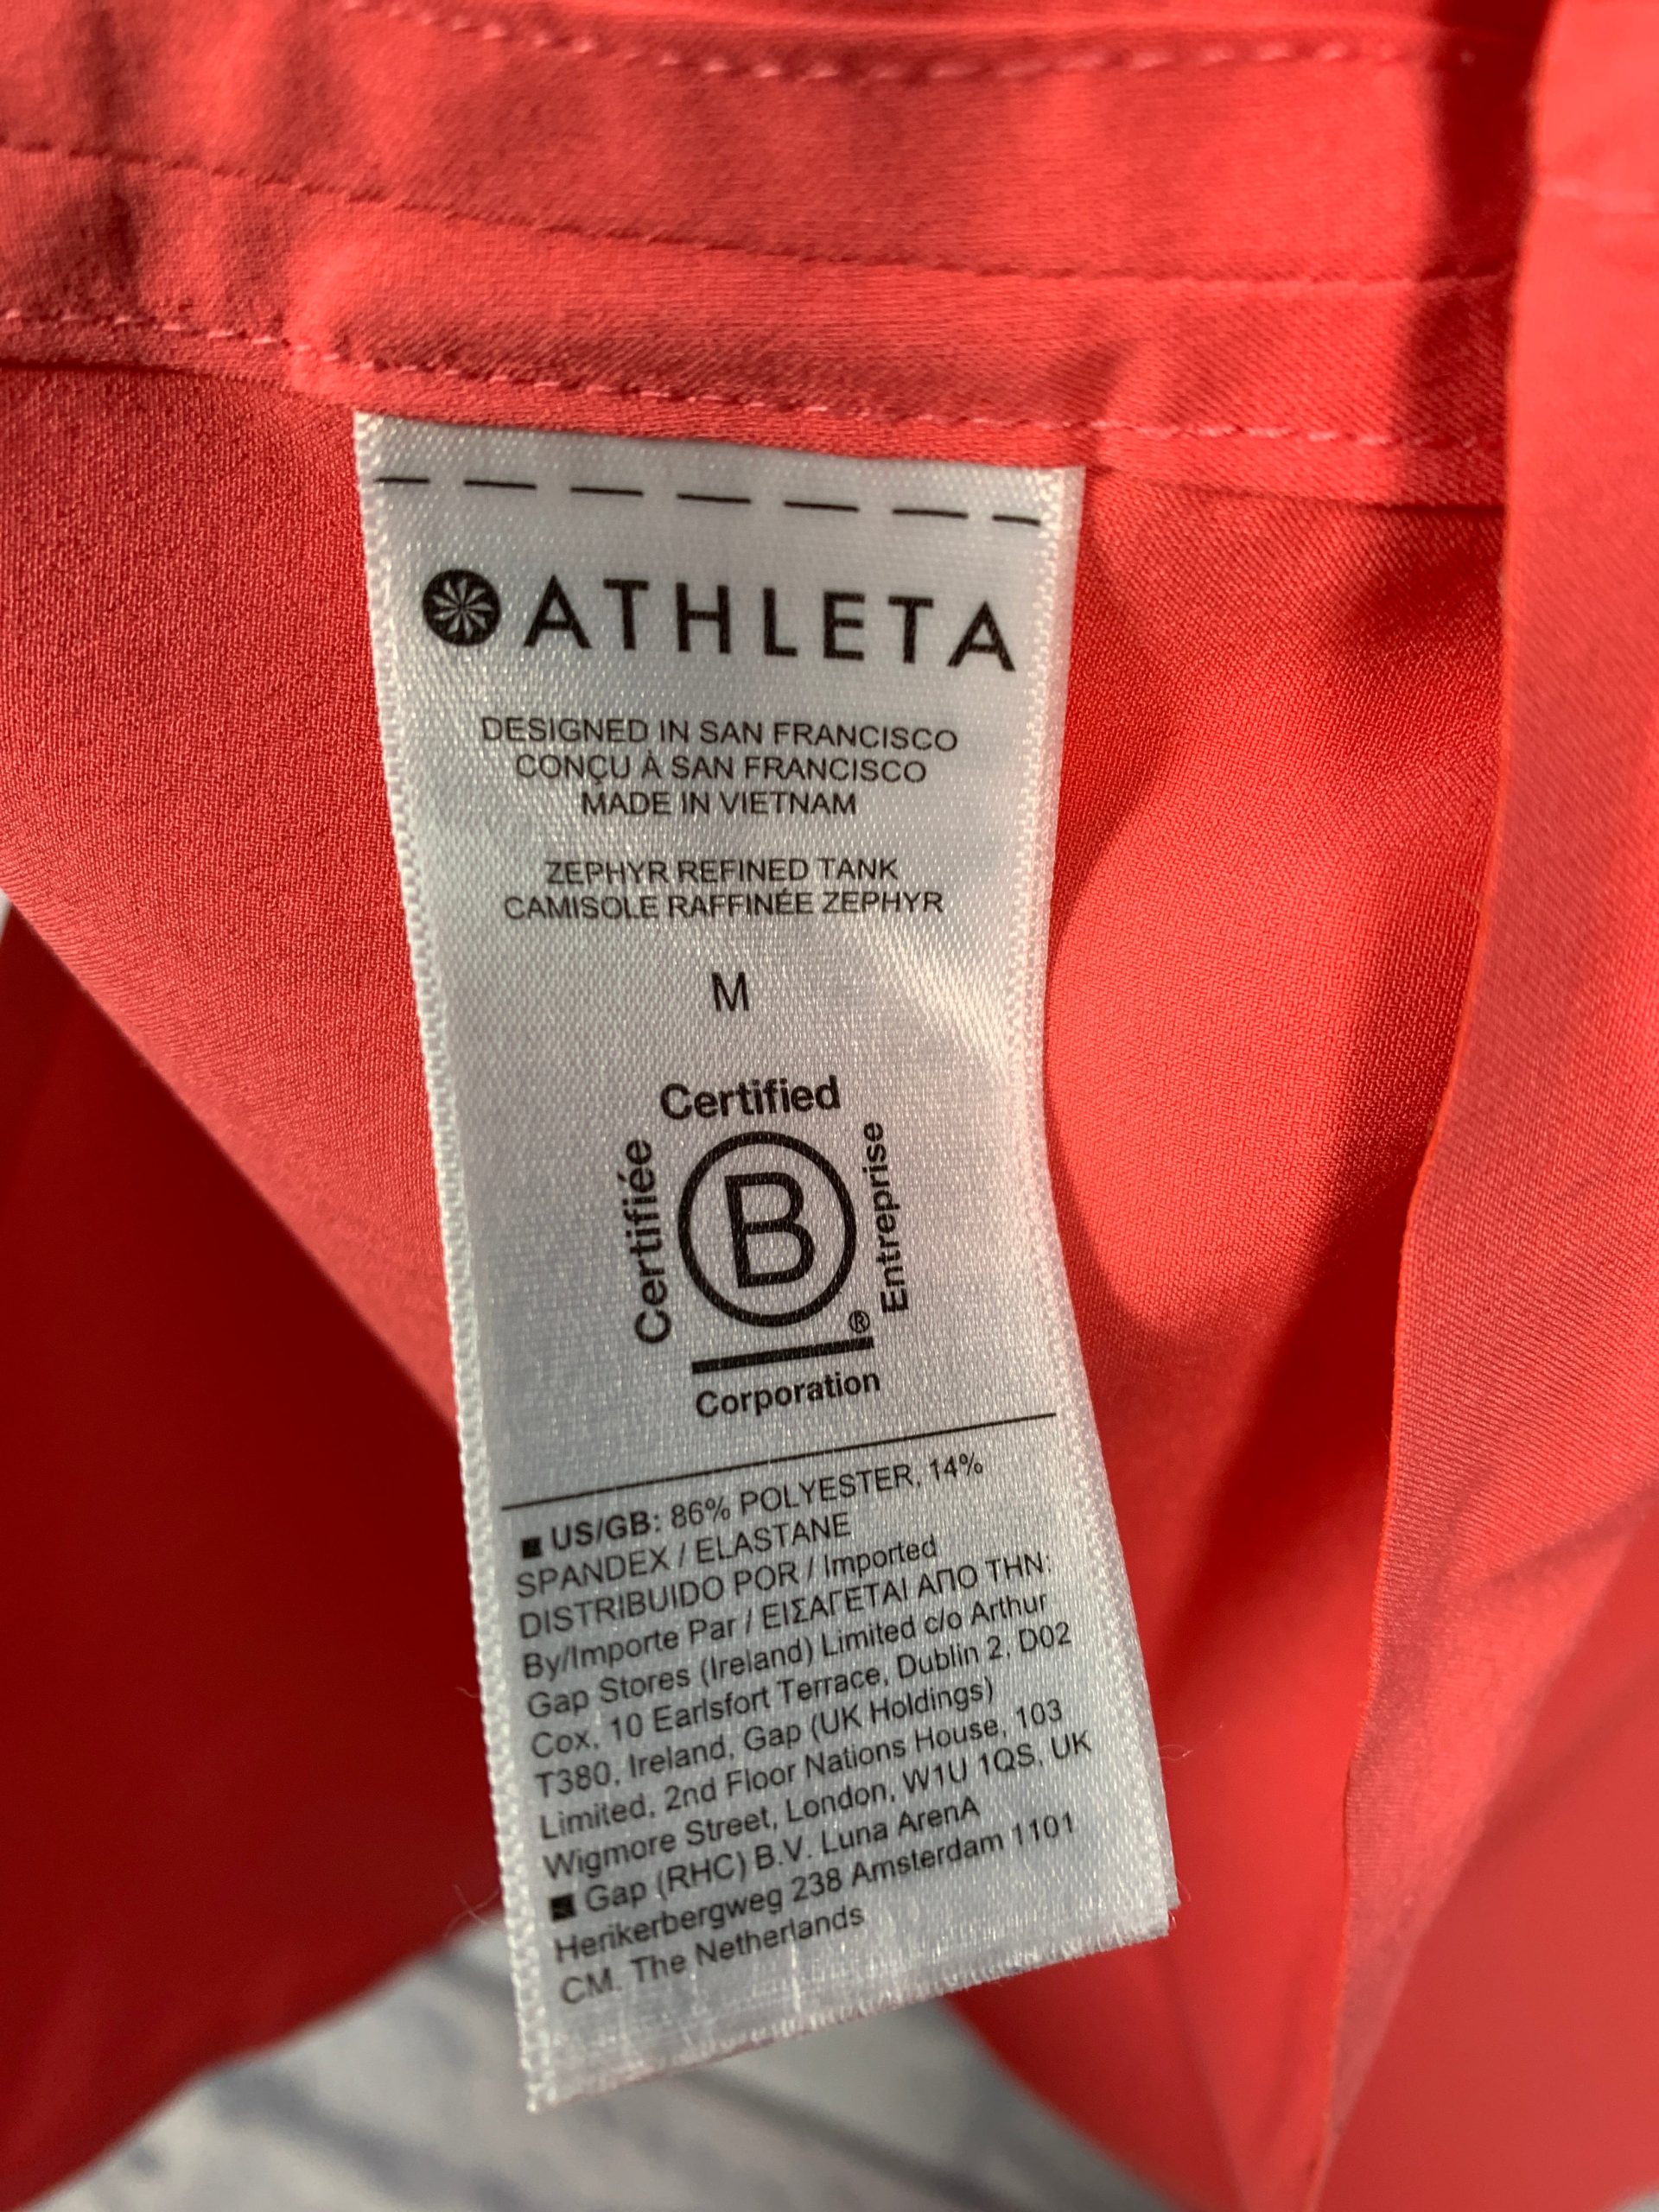 ATHLETA
DESIGNED IN SAN FRANCISCO
CONÇU À SAN FRANCISCO
MADE IN VIETNAM
ZEPHYR REFINED TANK
CAMISOLE RAFFINÉE ZEPHYR
M
Certified
Certifiée
B
®
Entreprise
Corporation
■ US/GB: 86% POLYESTER, 14%
SPANDEX / ELASTANE
DISTRIBUIDO POR / Imported
By/Importe Par / ΕΙΣΑΓΕΤΑΙ ΑΠΟ ΤΗΝ:
Gap Stores (Ireland) Limited c/o Arthur
Cox, 10 Earlsfort Terrace, Dublin 2, D02
T380, Ireland, Gap (UK Holdings)
Limited, 2nd Floor Nations House, 103
Wigmore Street, London, W1U 1QS, UK
■ Gap (RHC) B.V. Luna ArenA
Herikerbergweg 238 Amsterdam 1101
CM. The Netherlands